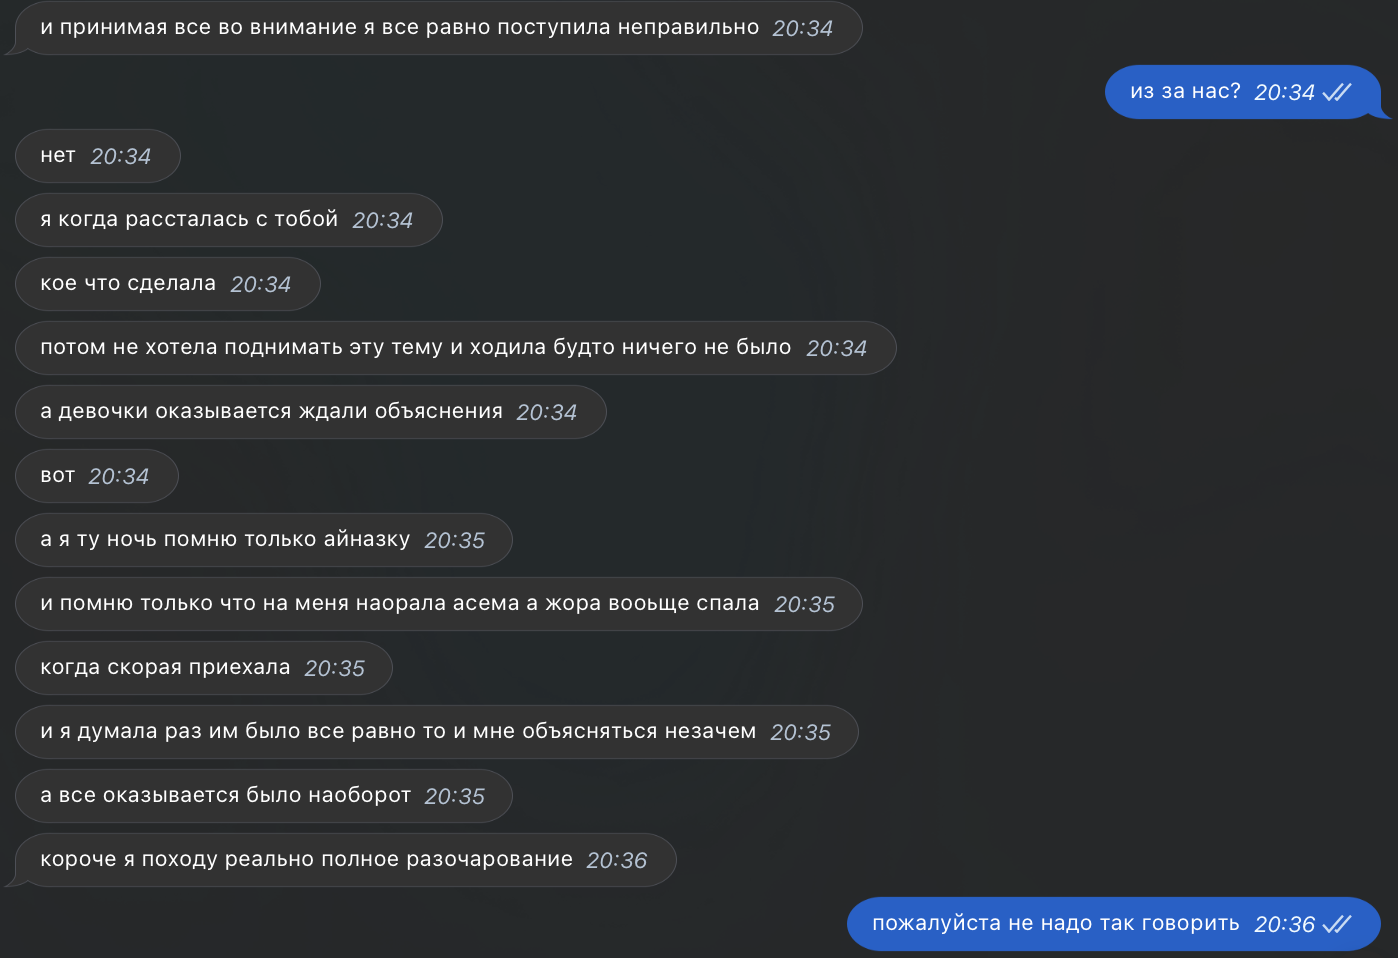 и принимая все во внимание я все равно поступила неправильно 20:34
из за нас? 20:34
нет 20:34
я когда рассталась с тобой 20:34
кое что сделала 20:34
потом не хотела поднимать эту тему и ходила будто ничего не было 20:34
а девочки оказывается ждали объяснения 20:34
вот 20:34
а я ту ночь помню только айназку 20:35
и помню только что на меня наорала асема а жора вооьще спала 20:35
когда скорая приехала 20:35
и я думала раз им было все равно то и мне объясняться незачем 20:35
а все оказывается было наоборот 20:35
короче я походу реально полное разочарование 20:36
пожалуйста не надо так говорить 20:36